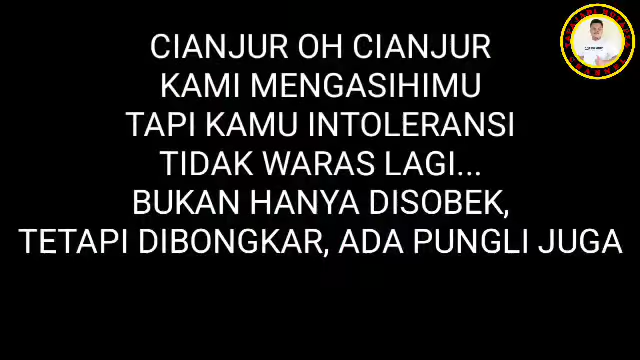 CIANJUR OH CIANJUR
KAMI MENGASIHIMU
TAPI KAMU INTOLERANSI
TIDAK WARAS LAGI...
BUKAN HANYA DISOBEK,
TETAPI DIBONGKAR, ADA PUNGLI JUGA